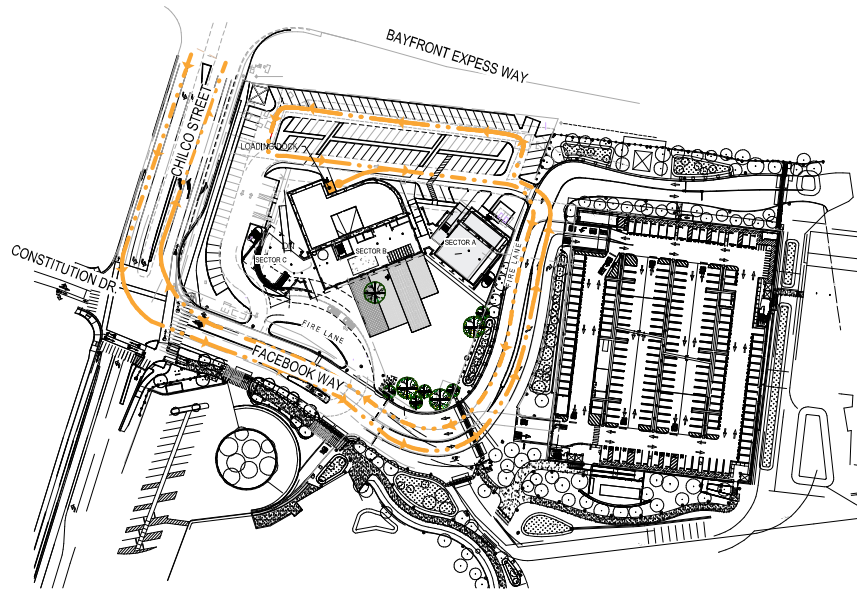 BAYFRONT EXPESS WAY
CHILCO STREET
LOADING DOCK
SECTOR A
SECTOR B
SECTOR C
FIRE LANE
CONSTITUTION DR.
FIRE LANE
FACEBOOK WAY